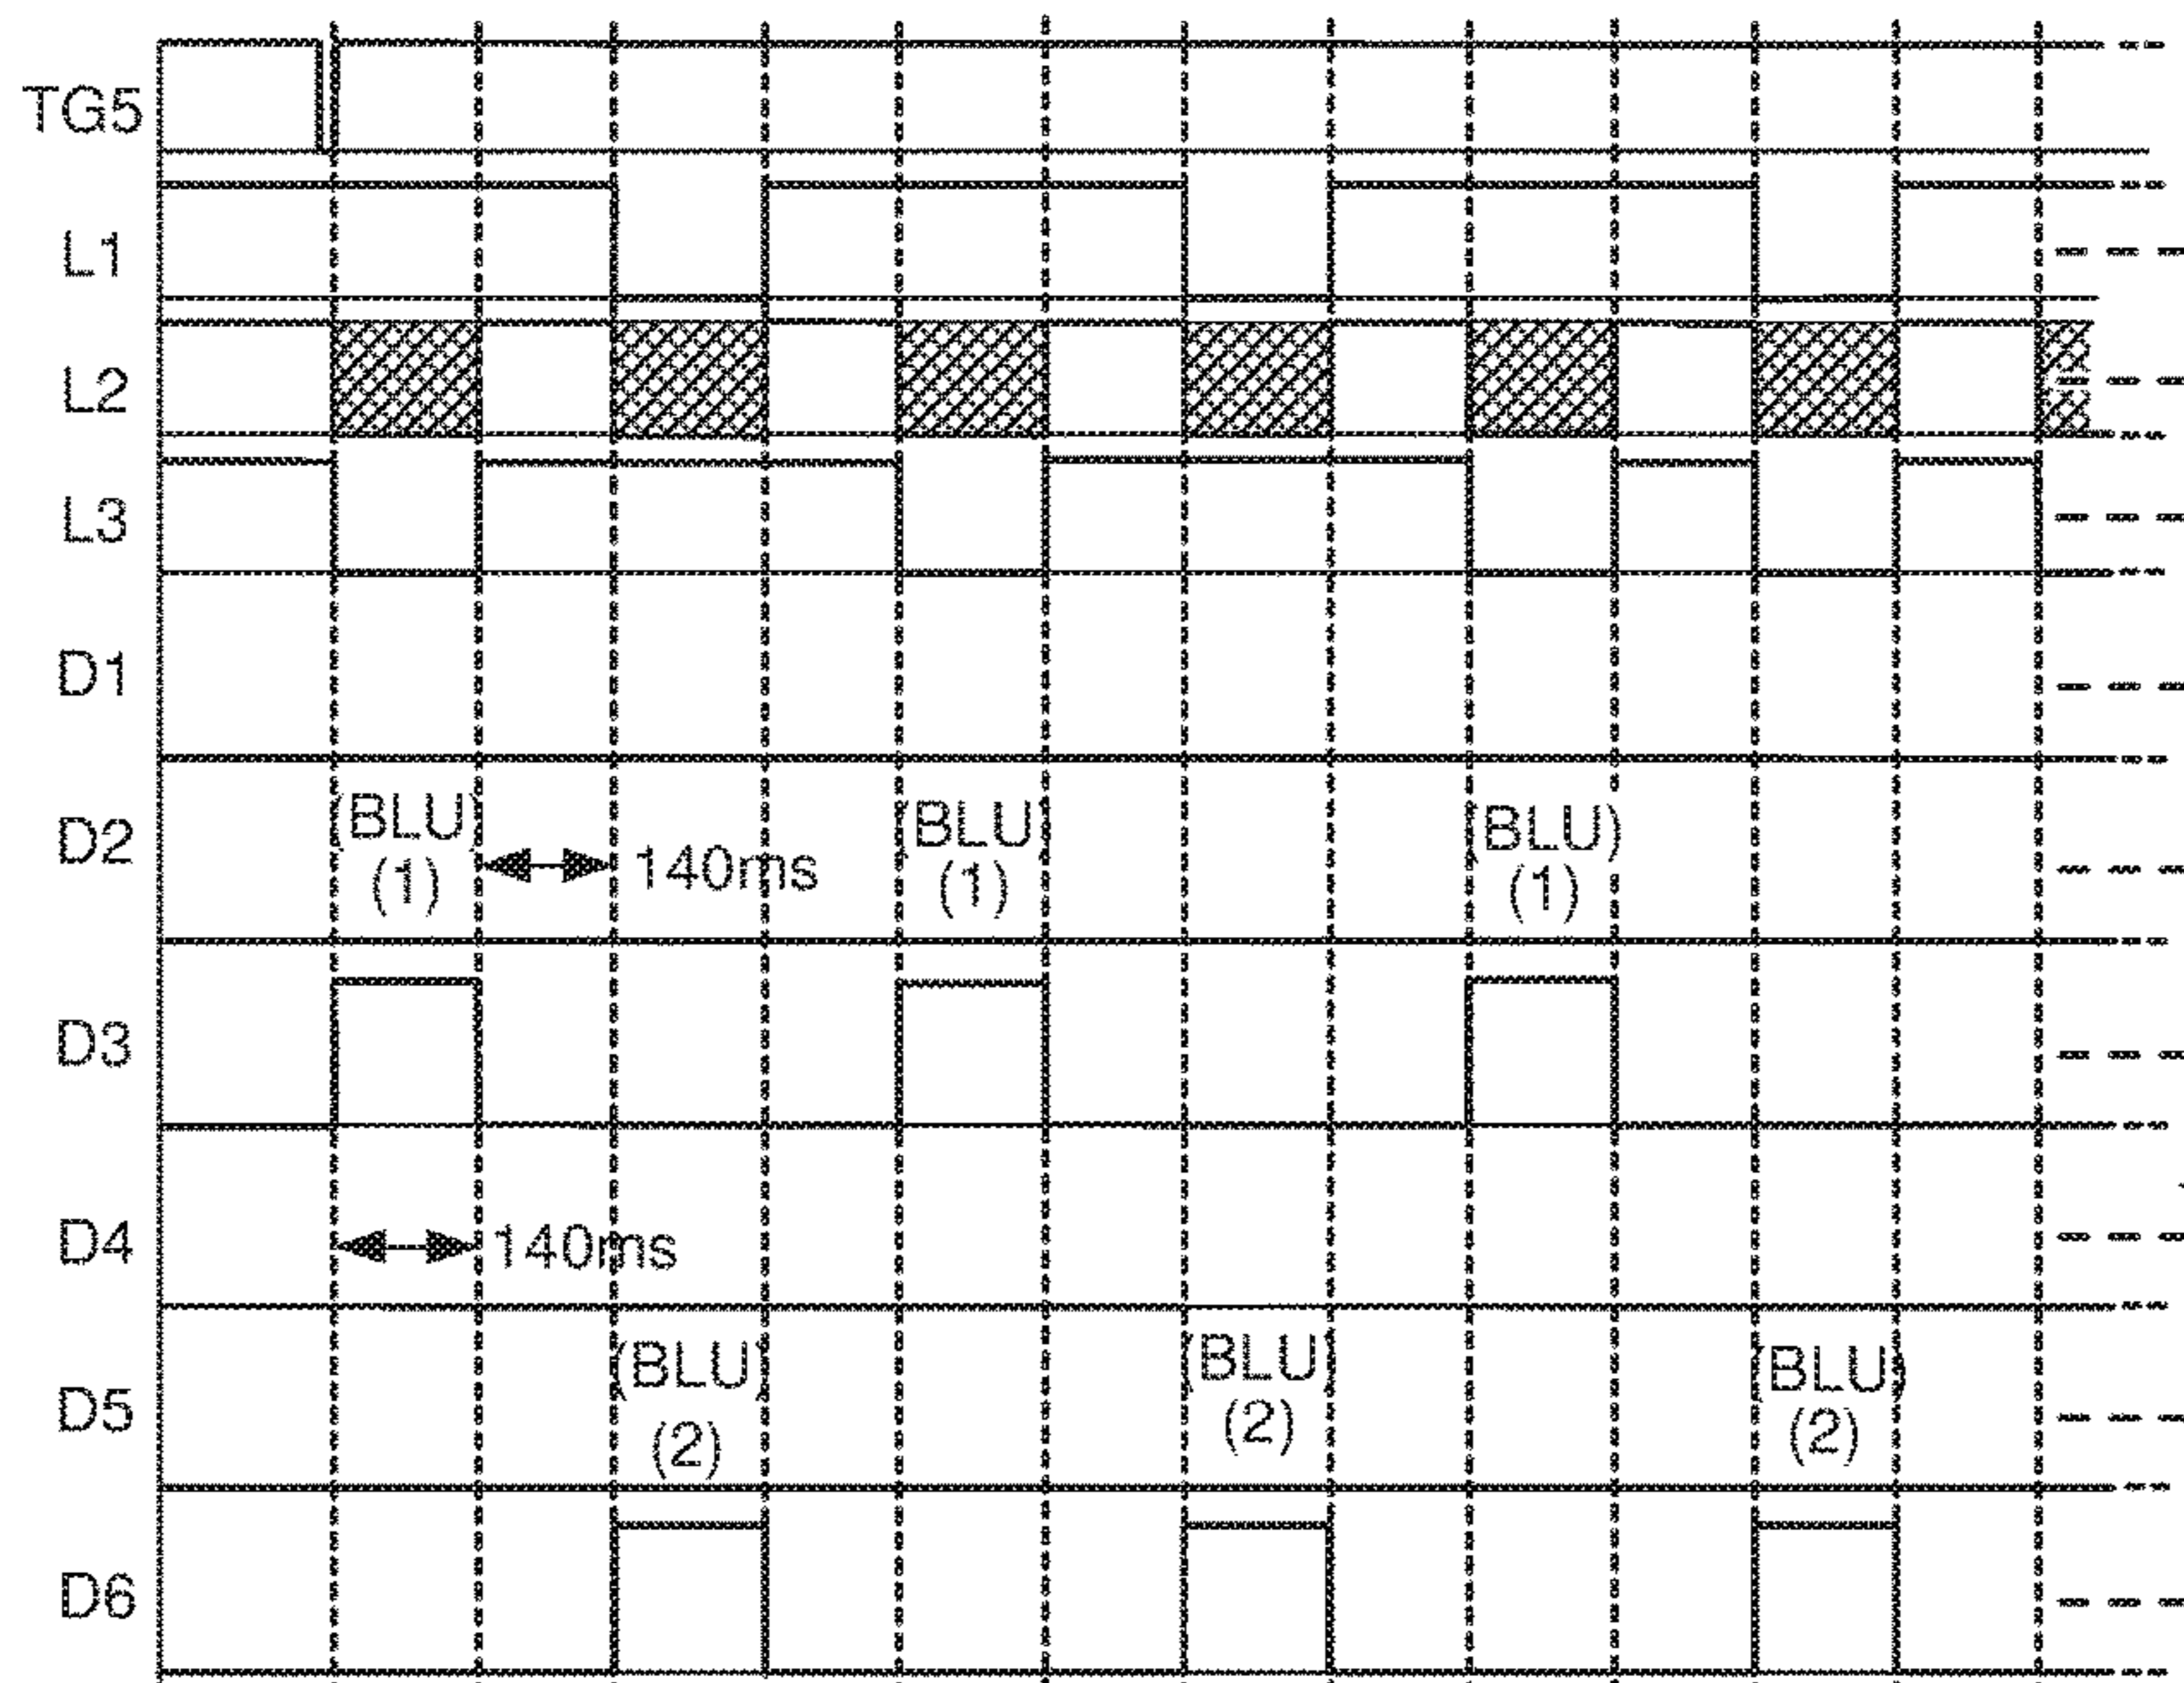 TG5
L1
L2
L3
D1
D2
(BLU)
(1)
140ms
(BLU
(1)
(BLU)
(1)
D3
D4
140ms
D5
(BLU)
(2)
(BLU)
(2)
(BLU)
(2)
D6